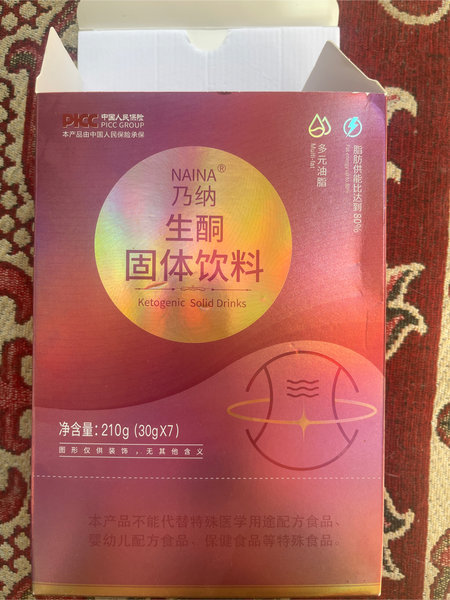 PICC 中国人民保险
PICC GROUP
本产品由中国人民保险承保
多元油脂
Multi-fat
脂肪供能比达到80%
NAINA®
乃纳
生酮
固体饮料
Ketogenic Solid Drinks
净含量：210g（30gX7）
图形仅供装饰，无其他含义
本产品不能代替特殊医学用途配方食品、
婴幼儿配方食品、保健食品等特殊食品。